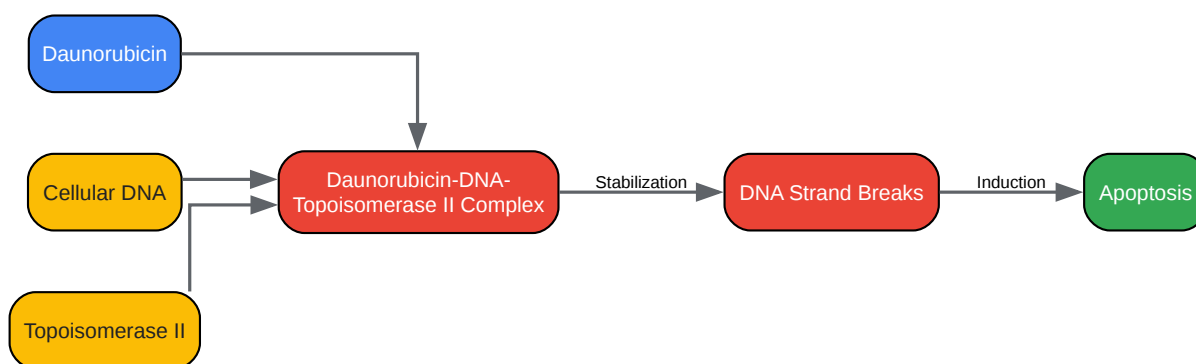 Daunorubicin
Cellular DNA
Topoisomerase II
Daunorubicin-DNA-
Topoisomerase II Complex
Stabilization
DNA Strand Breaks
Induction
Apoptosis